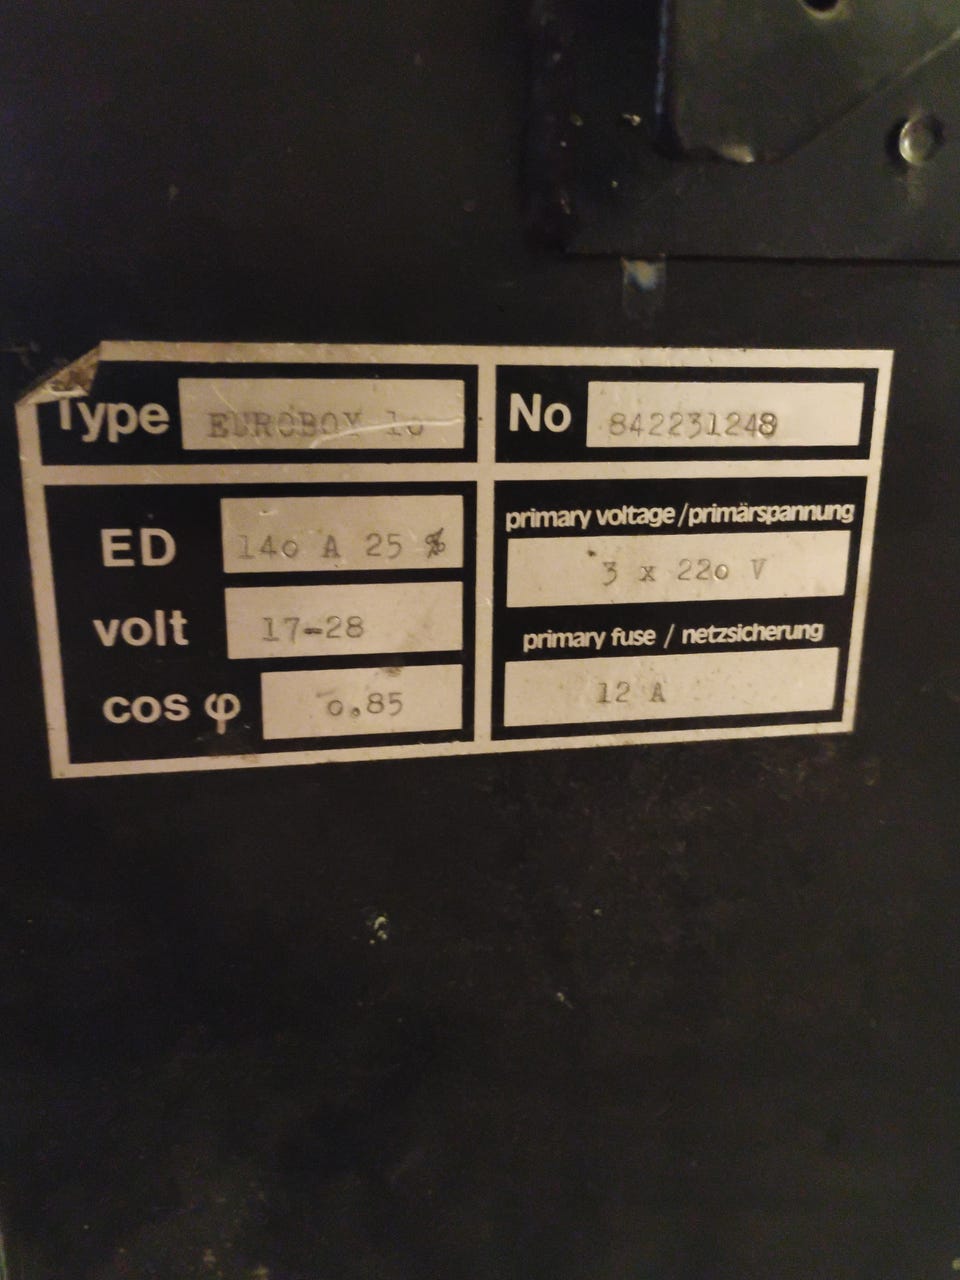 Type EUROBOX 10
No 842231248
ED 140 A 25 %
volt 17-28
cos φ 0.85
primary voltage/primärspannung
3 x 220 V
primary fuse / netzsicherung
12 A